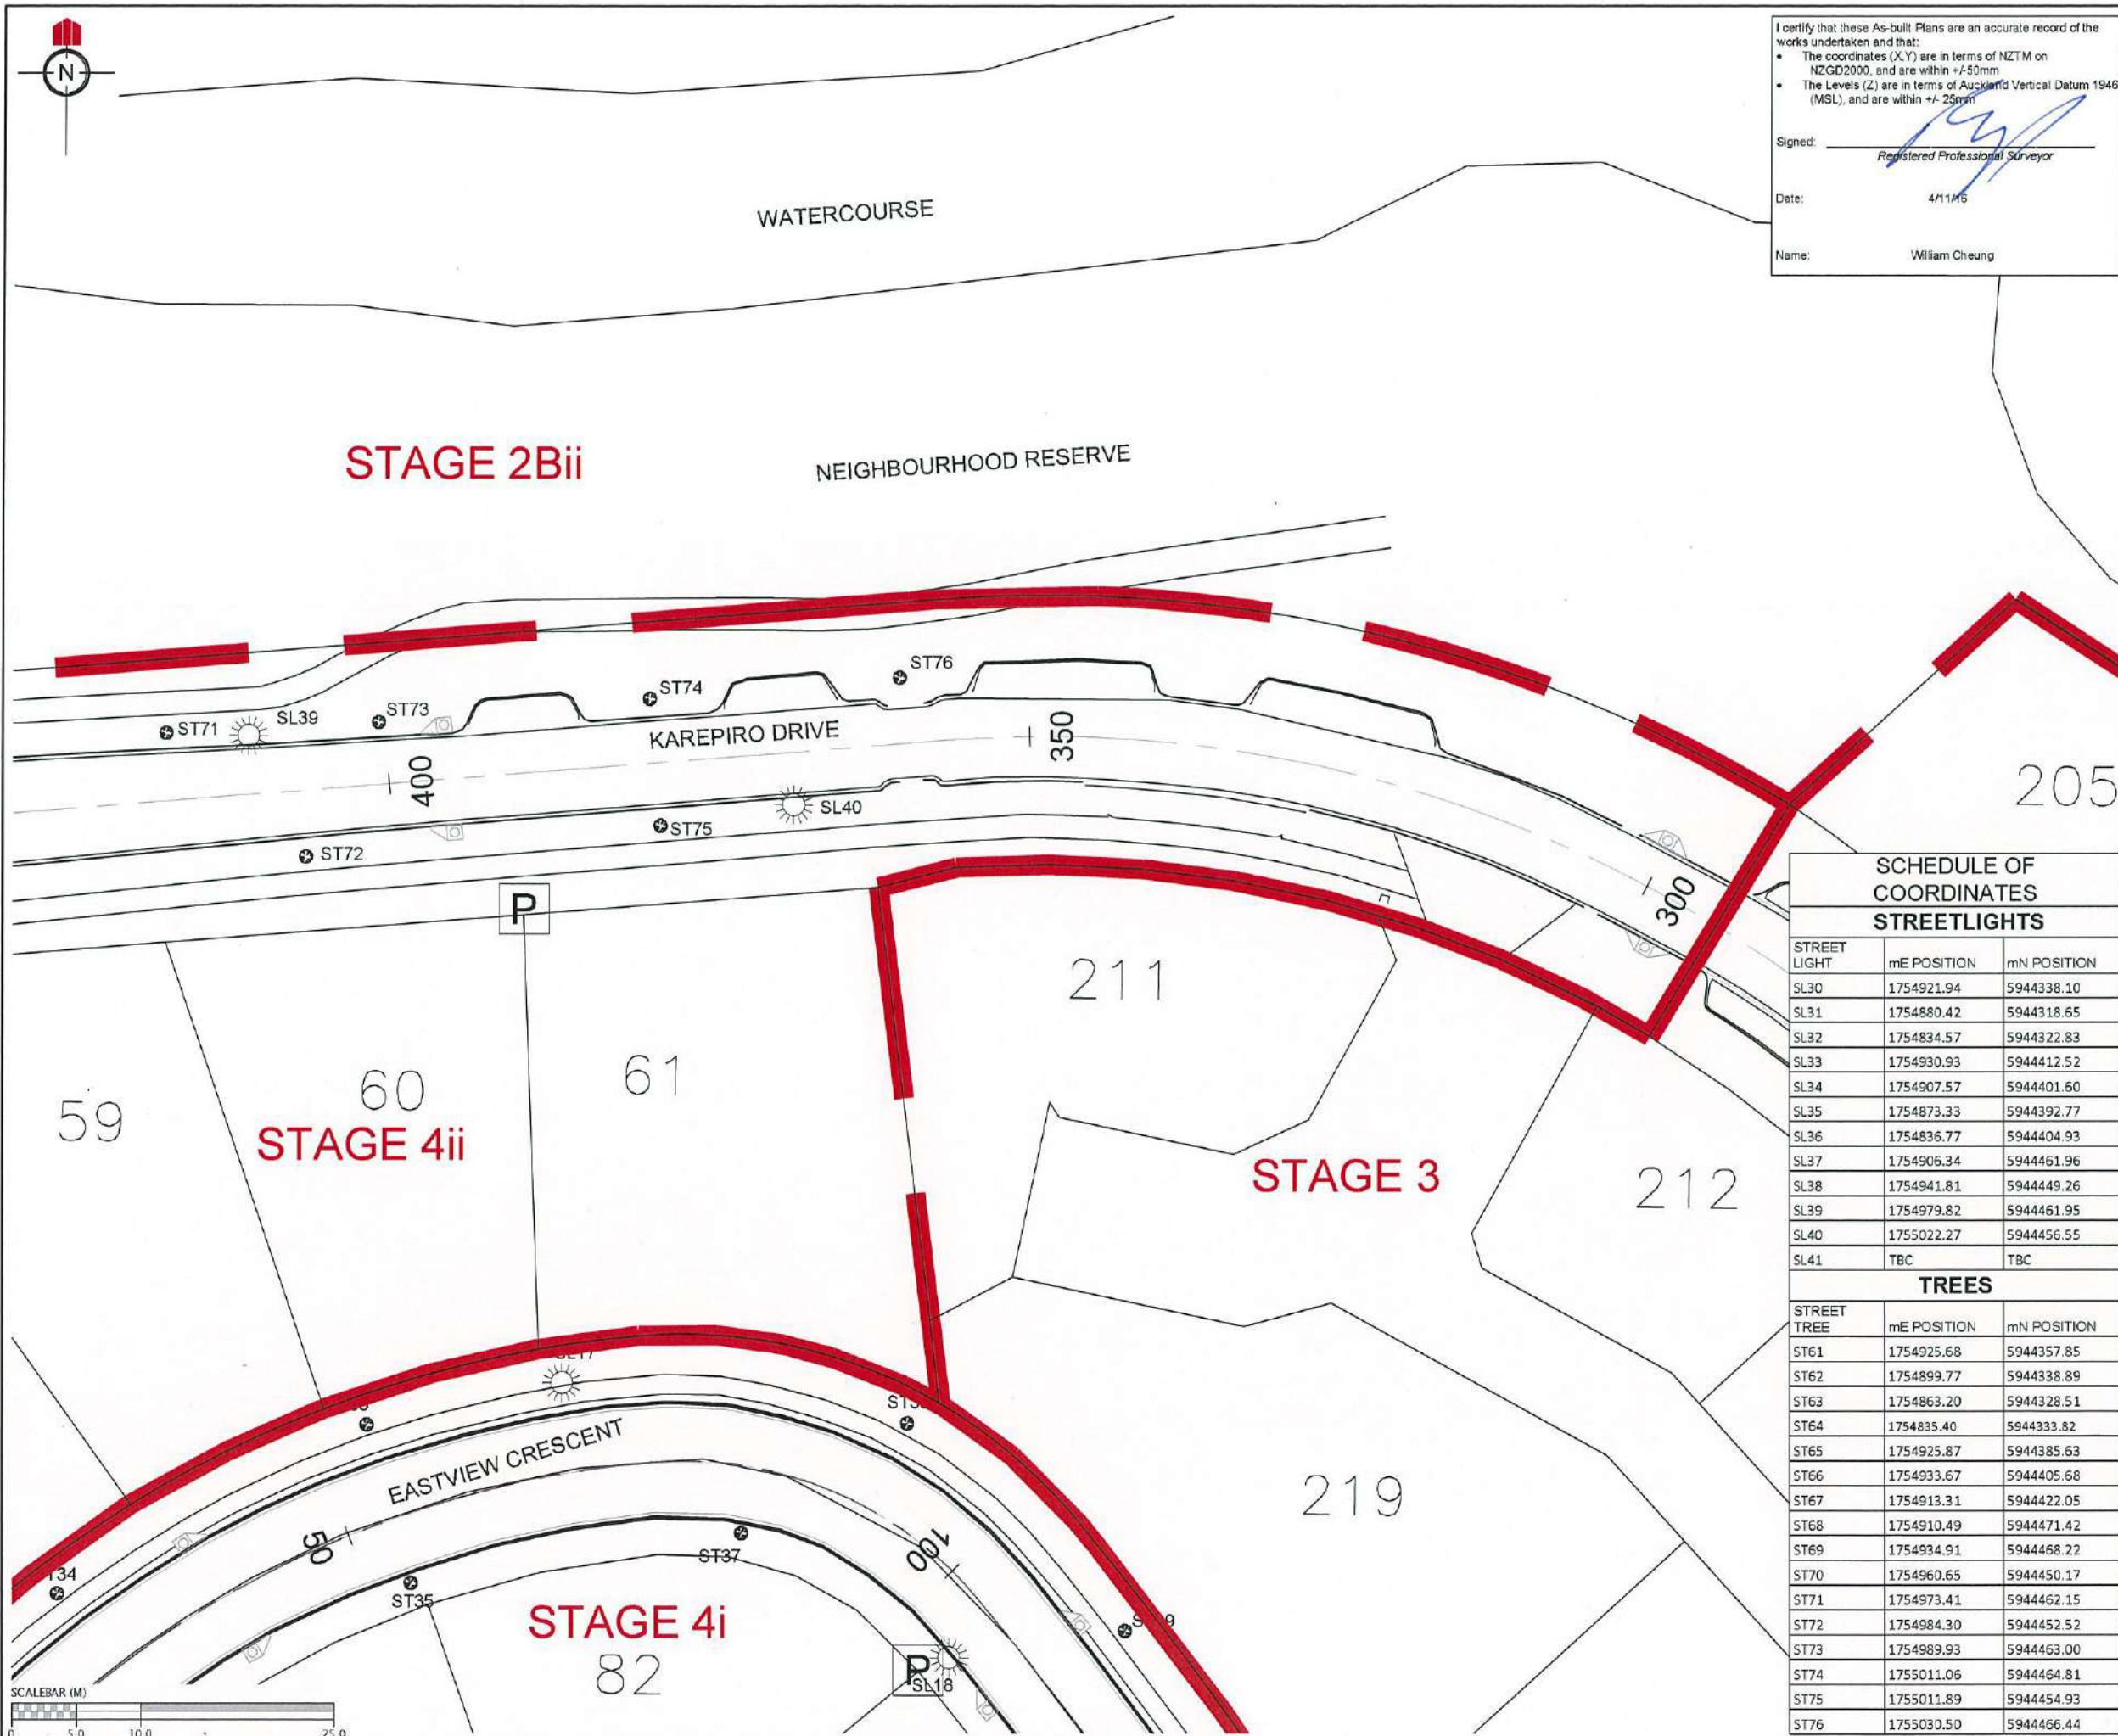 N
I certify that these As-built Plans are an accurate record of the
works undertaken and that:
• The coordinates (X,Y) are in terms of NZTM on
NZGD2000, and are within +/-50mm
• The Levels (Z) are in terms of Auckland Vertical Datum 1946
(MSL), and are within +/- 25mm
Signed:
Registered Professional Surveyor
Date: 4/11/16
Name: William Cheung
WATERCOURSE
STAGE 2Bii
NEIGHBOURHOOD RESERVE
ST76
ST74
ST73
SL39
ST71
KAREPIRO DRIVE
350
400
205
SL40
ST75
ST72
P
300
211
61
60
59
STAGE 4ii
STAGE 3
212
EASTVIEW CRESCENT
219
50
100
ST37
ST35
STAGE 4i
82
P
SL18
SCALEBAR (M)
0 5.0 10.0 25.0
SCHEDULE OF
COORDINATES
STREETLIGHTS
STREET
LIGHT mE POSITION mN POSITION
SL30 1754921.94 5944338.10
SL31 1754880.42 5944318.65
SL32 1754834.57 5944322.83
SL33 1754930.93 5944412.52
SL34 1754907.57 5944401.60
SL35 1754873.33 5944392.77
SL36 1754836.77 5944404.93
SL37 1754906.34 5944461.96
SL38 1754941.81 5944449.26
SL39 1754979.82 5944461.95
SL40 1755022.27 5944456.55
SL41 TBC TBC
TREES
STREET
TREE mE POSITION mN POSITION
ST61 1754925.68 5944357.85
ST62 1754899.77 5944338.89
ST63 1754863.20 5944328.51
ST64 1754835.40 5944333.82
ST65 1754925.87 5944385.63
ST66 1754933.67 5944405.68
ST67 1754913.31 5944422.05
ST68 1754910.49 5944471.42
ST69 1754934.91 5944468.22
ST70 1754960.65 5944450.17
ST71 1754973.41 5944462.15
ST72 1754984.30 5944452.52
ST73 1754989.93 5944463.00
ST74 1755011.06 5944464.81
ST75 1755011.89 5944454.93
ST76 1755030.50 5944466.44